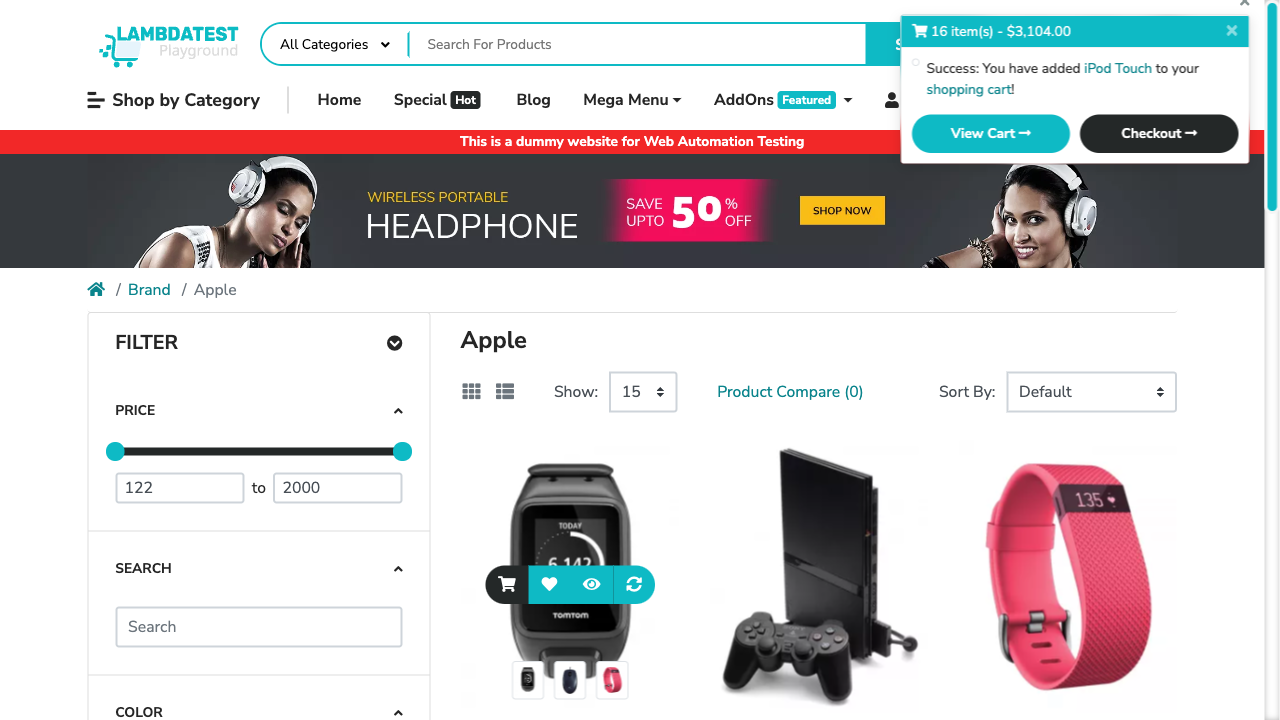 LAMBDATEST
Playground
All Categories
Search For Products
S
16 item(s) - $3,104.00
Success: You have added iPod Touch to your
shopping cart!
View Cart
Checkout
Shop by Category
Home
Special Hot
Blog
Mega Menu
AddOns Featured
This is a dummy website for Web Automation Testing
WIRELESS PORTABLE
HEADPHONE
SAVE
UPTO
50
%
OFF
SHOP NOW
/ Brand / Apple
FILTER
PRICE
122 to 2000
SEARCH
Search
COLOR
Apple
Show: 15
Product Compare (0)
Sort By: Default
TODAY
6,142
TOMTOM
135